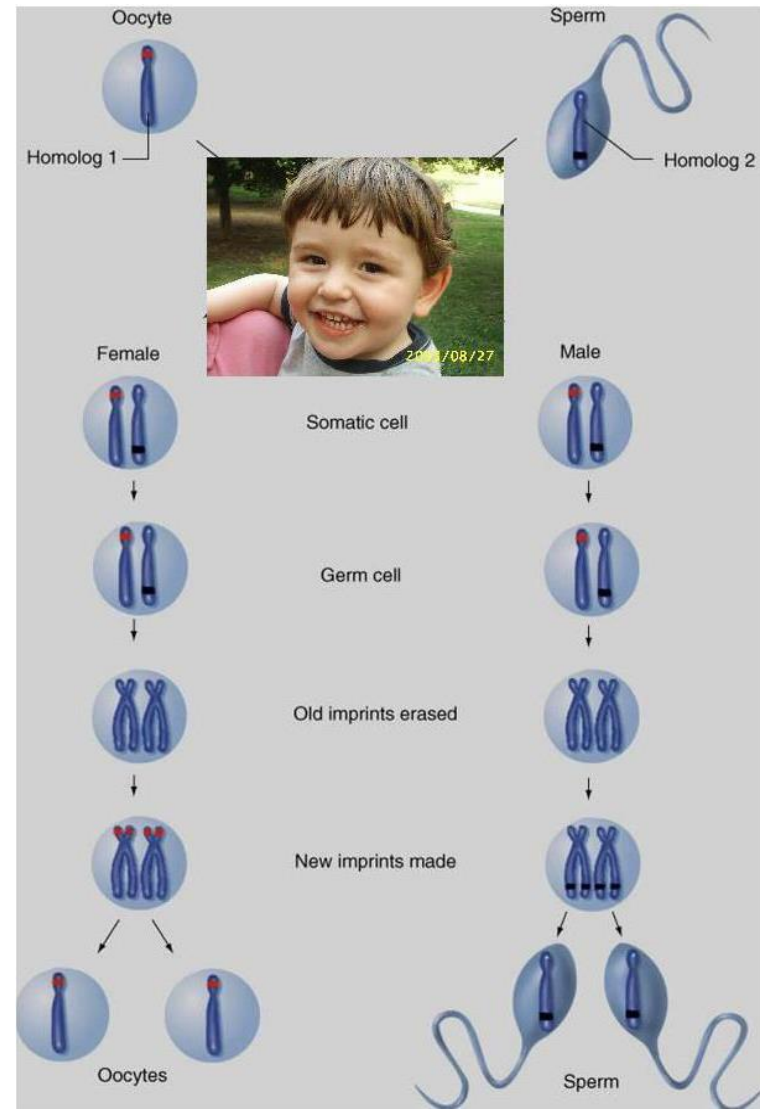 Oocyte
Sperm
Homolog 1
Homolog 2
Female
Male
Somatic cell
Germ cell
Old imprints erased
New imprints made
Oocytes
Sperm